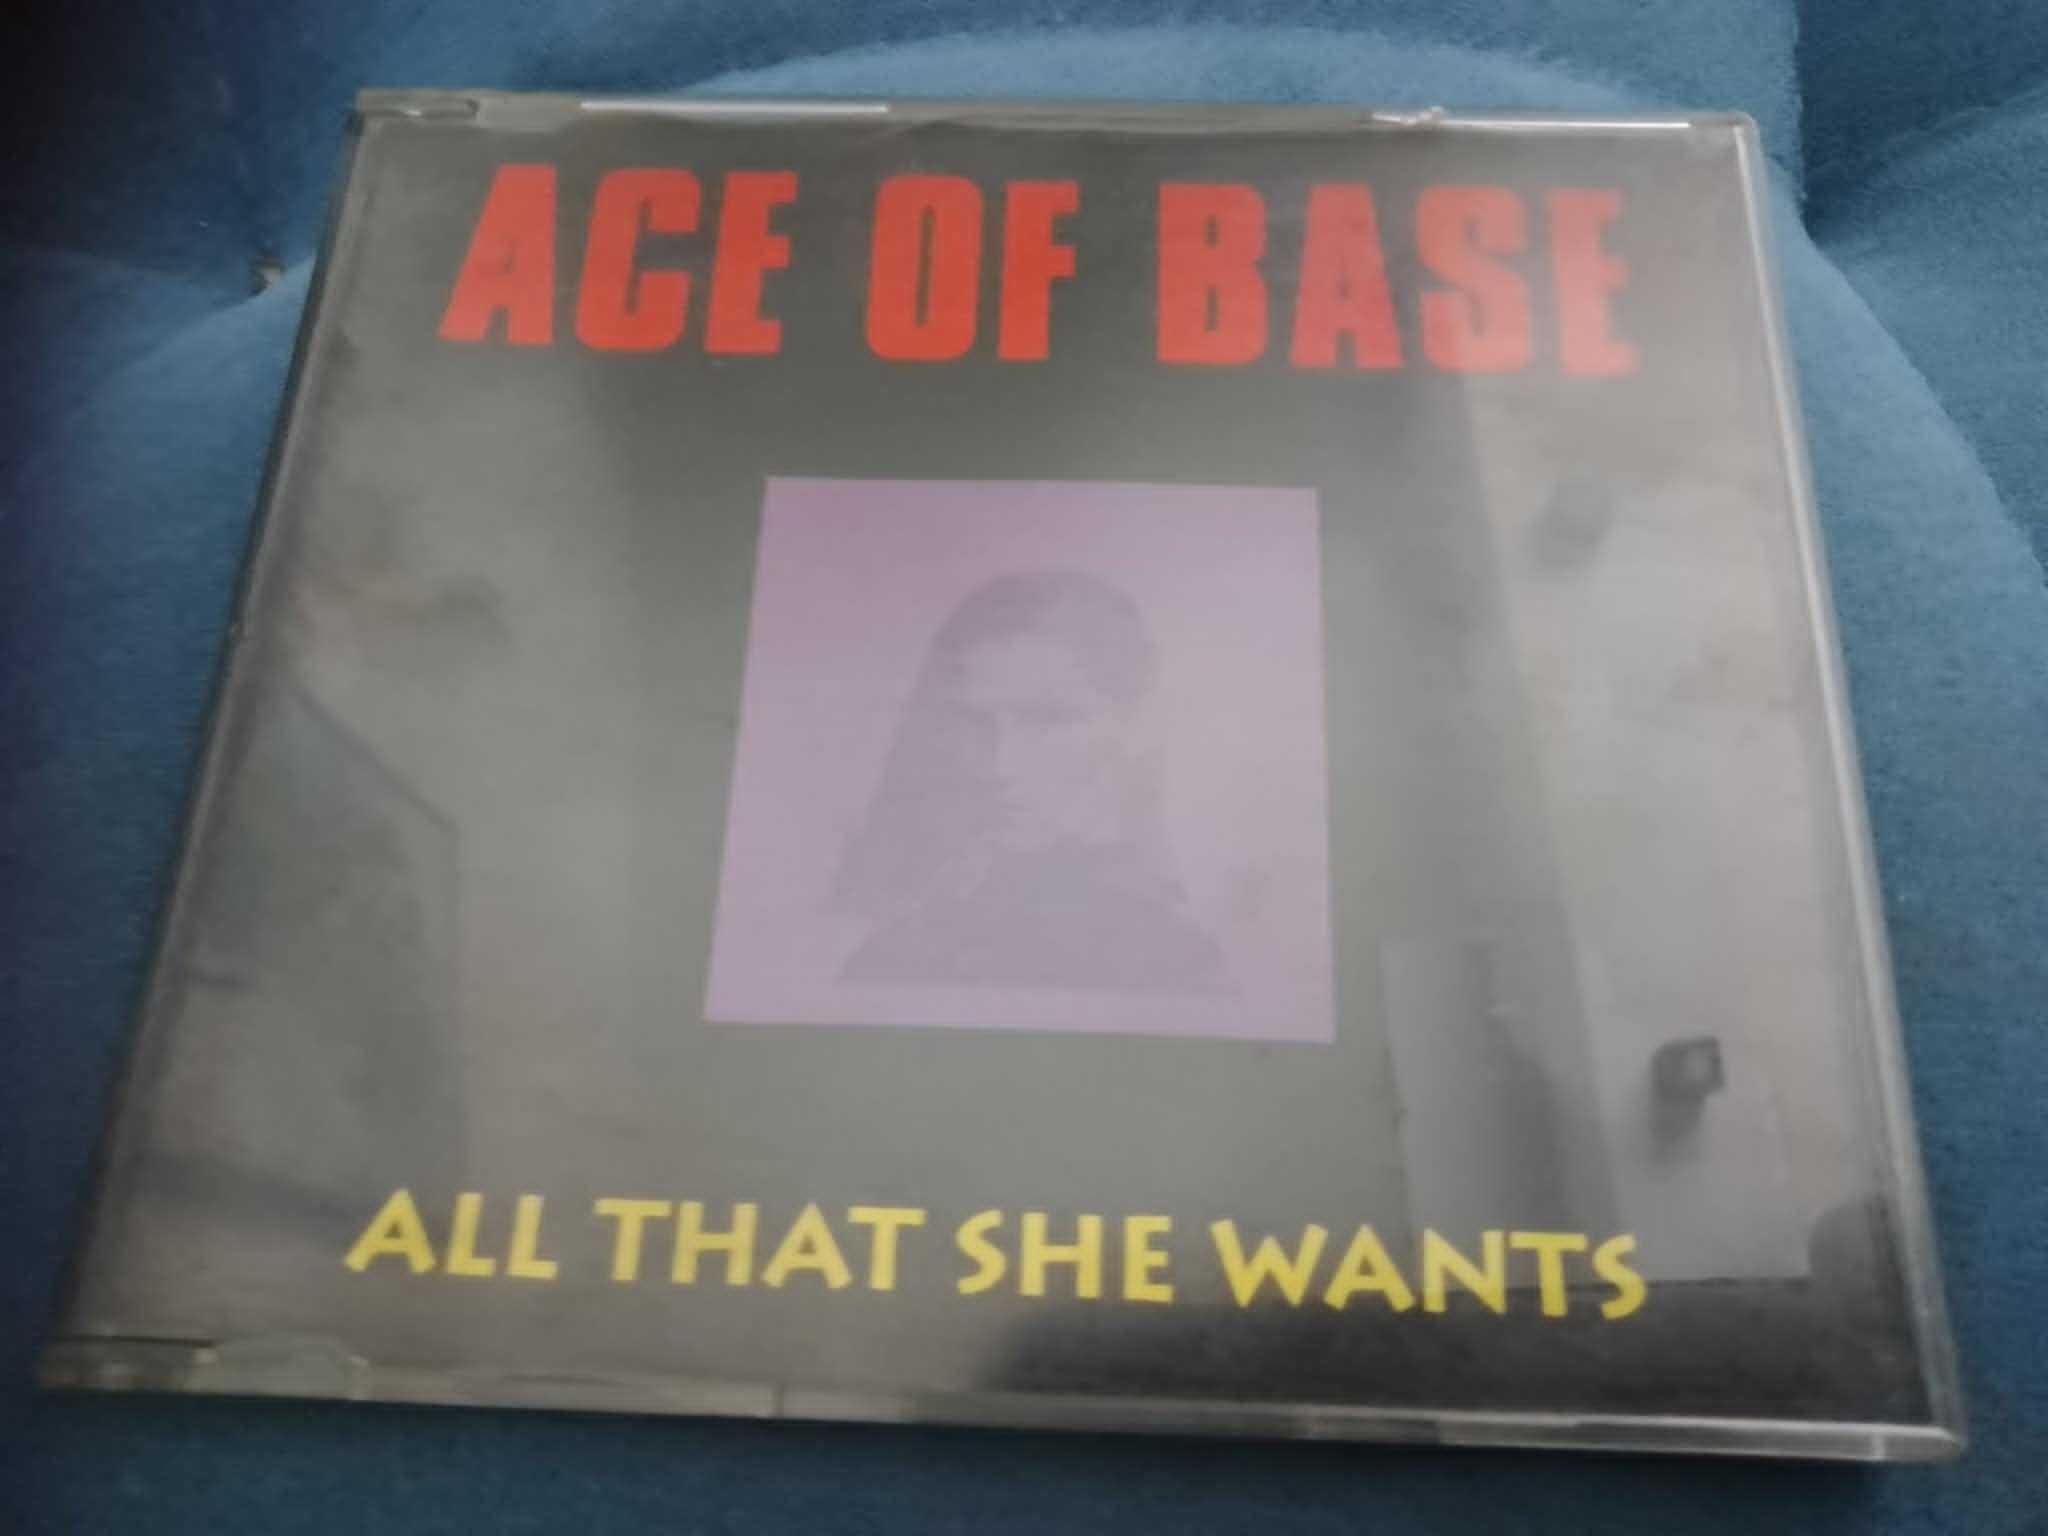 ACE OF BASE
ALL THAT SHE WANTS